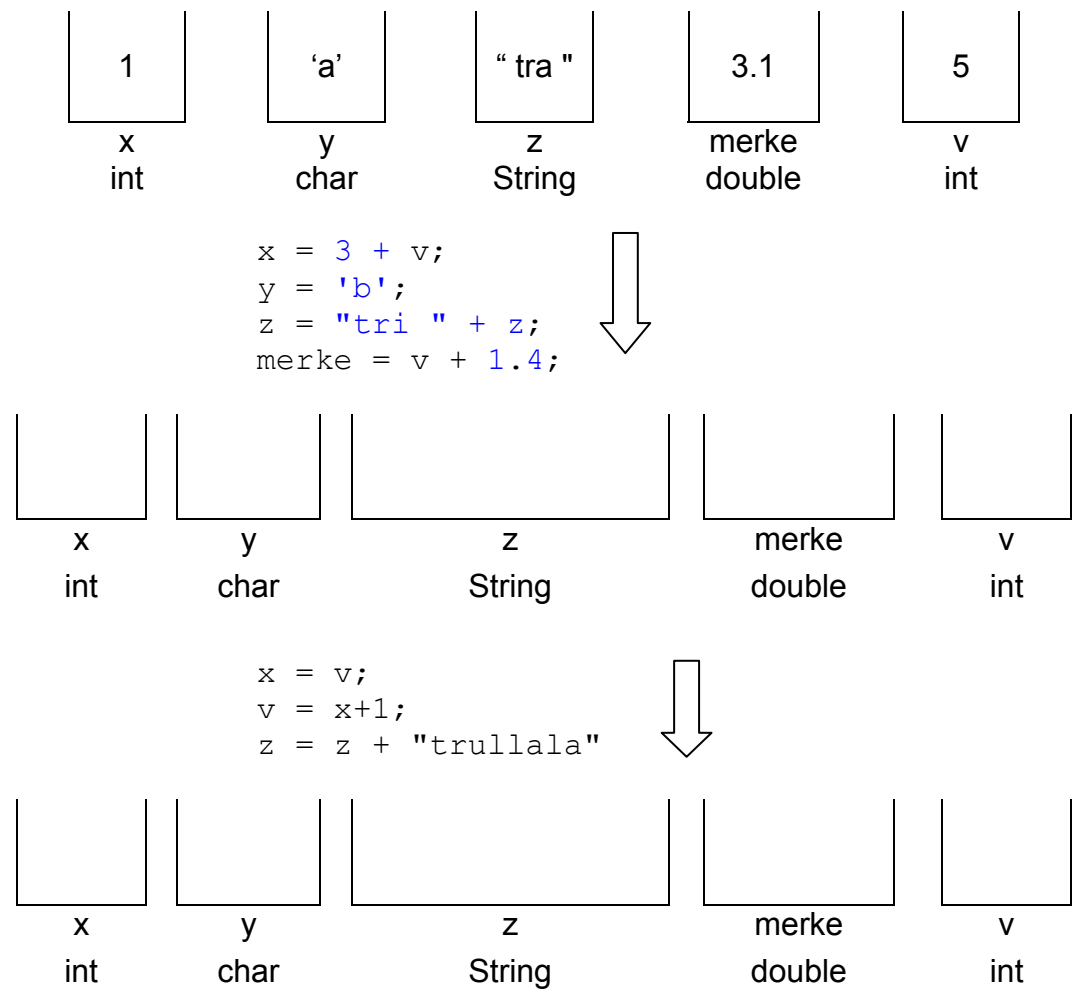 1 ‘a’ “ tra " 3.1 5
x y z merke v
int char String double int
x = 3 + v;
y = 'b';
z = "tri " + z;
merke = v + 1.4;
x y z merke v
int char String double int
x = v;
v = x+1;
z = z + "trullala"
x y z merke v
int char String double int